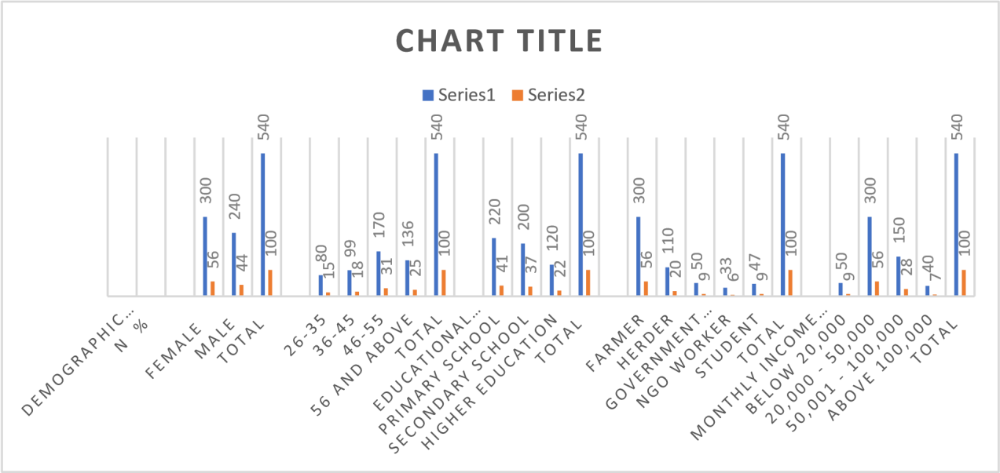 CHART TITLE
Series1 Series2
540 540 540 540
300 240 170 136 220 200 120 300 110 300 150
80 99 50 33 47 50 40
56 44 100 15 18 31 25 100 41 37 22 100 56 20 9 6 9 100 9 56 28 7 100
DEMOGRAPHIC...
N %
FEMALE
MALE
TOTAL
26-35
36-45
46-55
56 AND ABOVE
TOTAL
EDUCATIONAL...
PRIMARY SCHOOL
SECONDARY SCHOOL
HIGHER EDUCATION
TOTAL
FARMER
HERDER
GOVERNMENT...
NGO WORKER
STUDENT
TOTAL
MONTHLY INCOME...
BELOW 20,000
20,000 - 50,000
50,001 - 100,000
ABOVE 100,000
TOTAL
540